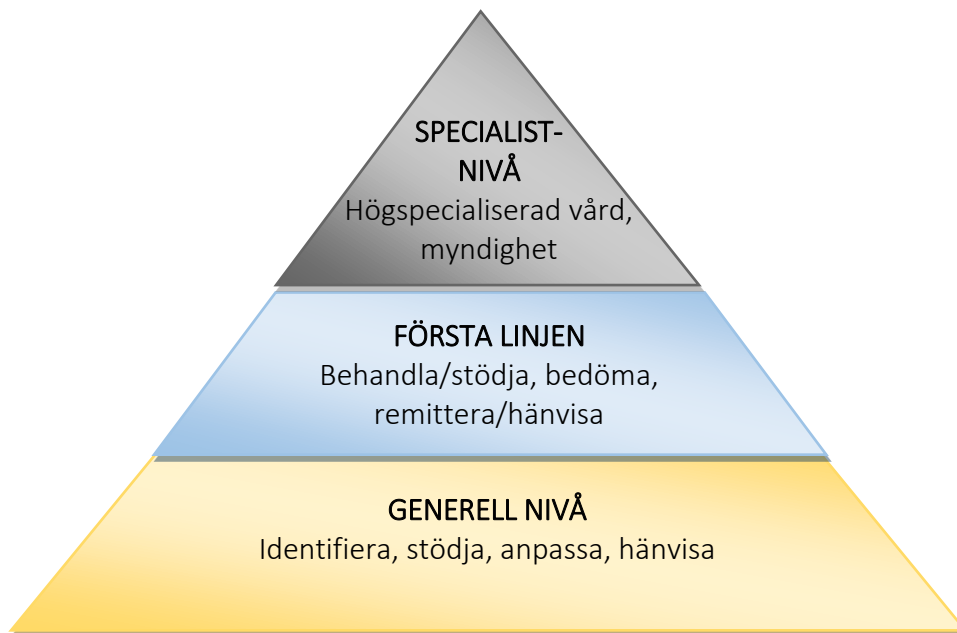 SPECIALIST-
NIVÅ
Högspecialiserad vård,
myndighet
FÖRSTA LINJEN
Behandla/stödja, bedöma,
remittera/hänvisa
GENERELL NIVÅ
Identifiera, stödja, anpassa, hänvisa